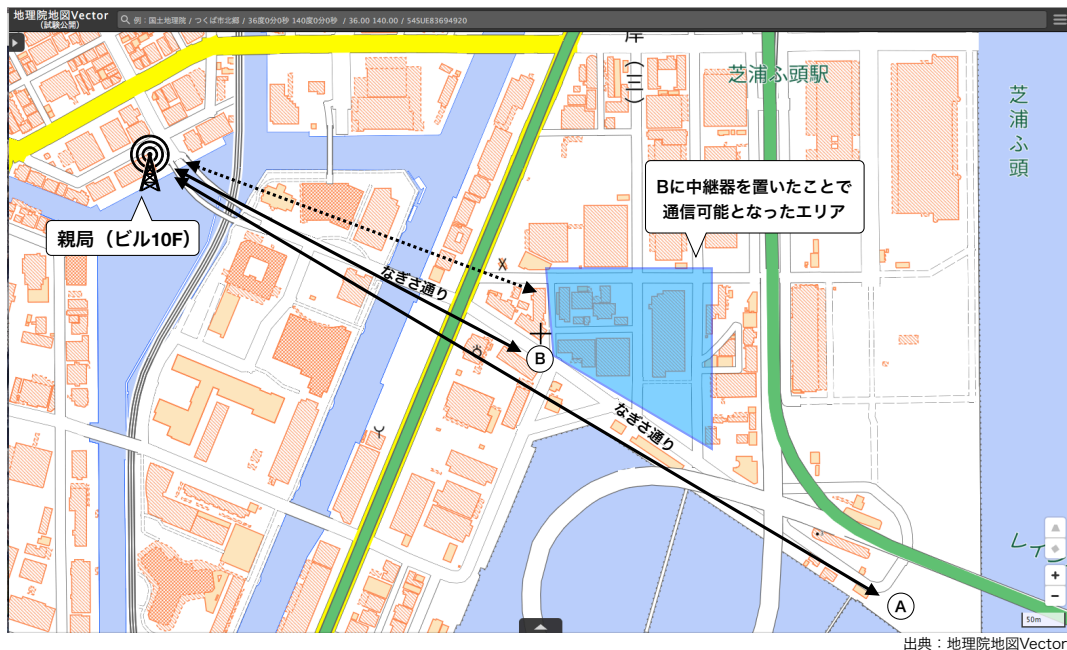 地理院地図Vector
（試験公開）
例：国土地理院 / つくば市北郷 / 36度0分0秒 140度0分0秒 / 36.00 140.00 / 54SUE83694920
岸
（三）
芝浦ふ頭駅
芝浦ふ頭
Bに中継器を置いたことで
通信可能となったエリア
親局（ビル10F）
なぎさ通り
B
なぎさ通り
A
レイン
+
−
50m
出典：地理院地図Vector